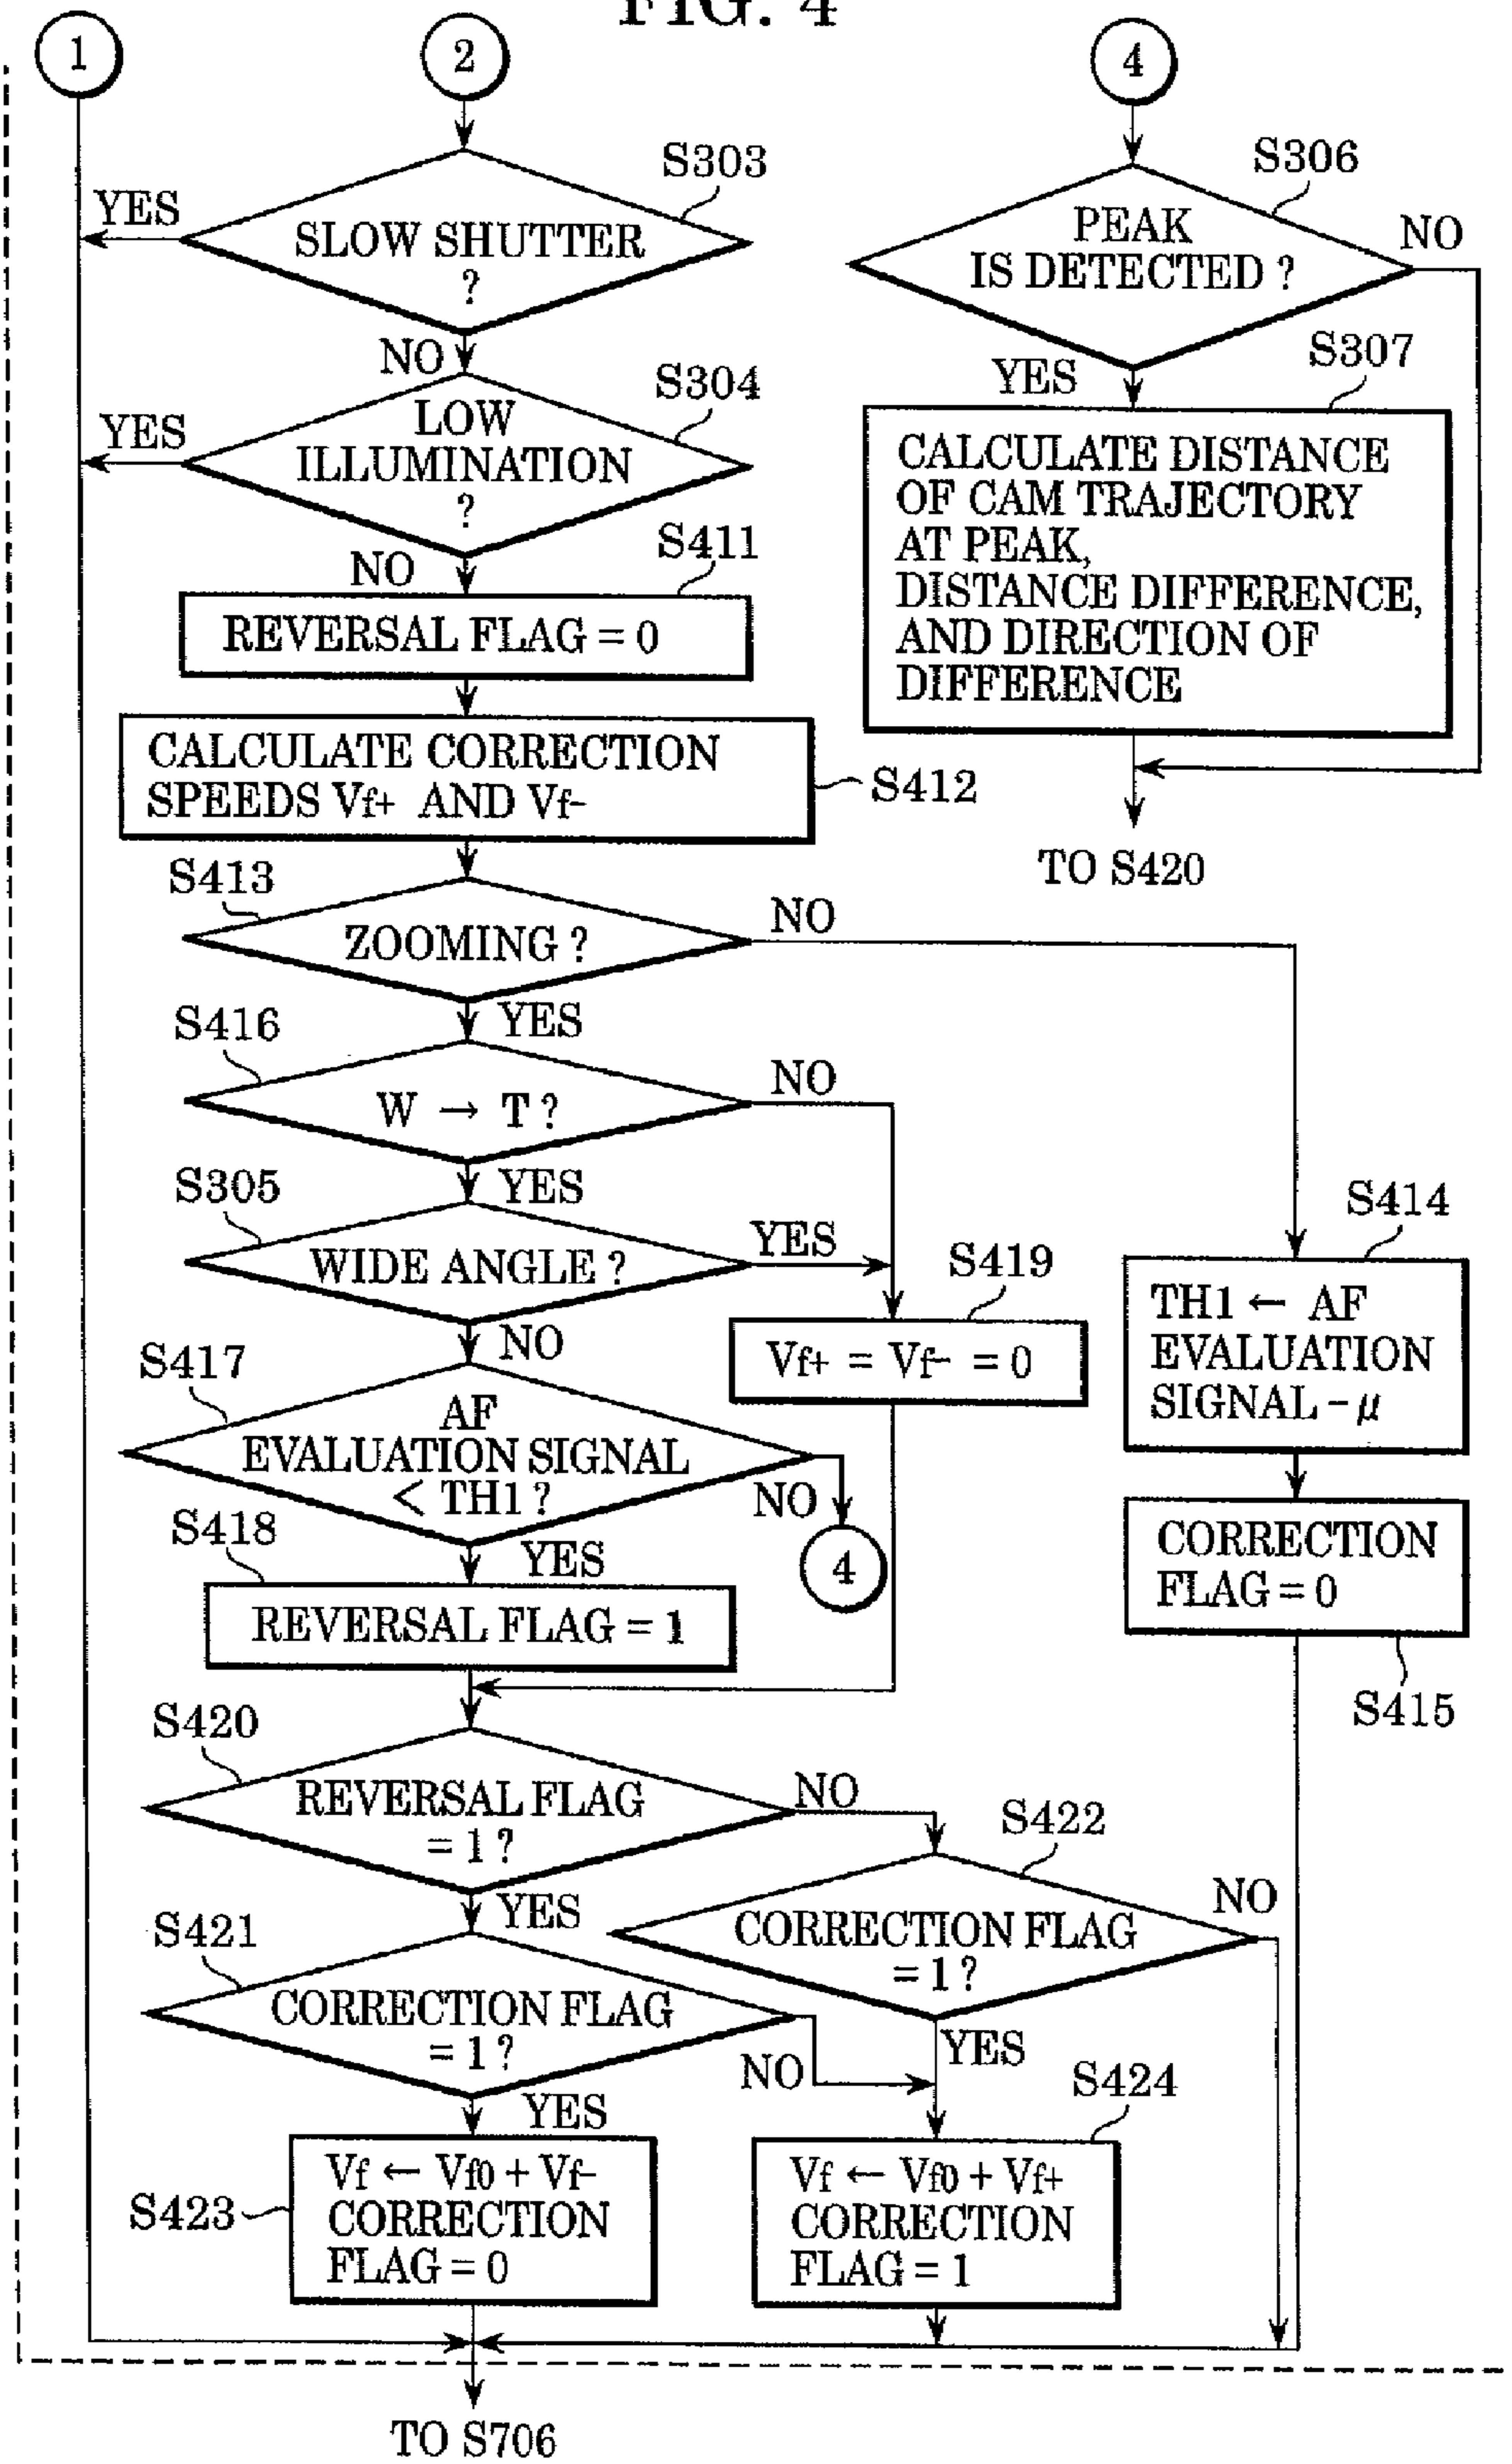 FIG. 4
1
2
4
S303
SLOW SHUTTER
?
YES
NO
S304
LOW
ILLUMINATION
?
YES
NO
S411
REVERSAL FLAG = 0
CALCULATE CORRECTION
SPEEDS Vf+ AND Vf-
S412
S306
PEAK
IS DETECTED ?
NO
YES
S307
CALCULATE DISTANCE
OF CAM TRAJECTORY
AT PEAK,
DISTANCE DIFFERENCE,
AND DIRECTION OF
DIFFERENCE
TO S420
S413
ZOOMING ?
NO
YES
S416
W → T ?
NO
YES
S305
WIDE ANGLE ?
YES
NO
S419
Vf+ = Vf- = 0
S414
TH1 ← AF
EVALUATION
SIGNAL - μ
S417
AF
EVALUATION SIGNAL
< TH1 ?
NO
4
YES
S418
REVERSAL FLAG = 1
CORRECTION
FLAG = 0
S415
S420
REVERSAL FLAG
= 1 ?
NO
YES
S422
CORRECTION FLAG
= 1 ?
NO
YES
S421
CORRECTION FLAG
= 1 ?
NO
YES
S423
Vf ← Vf0 + Vf-
CORRECTION
FLAG = 0
S424
Vf ← Vf0 + Vf+
CORRECTION
FLAG = 1
TO S706